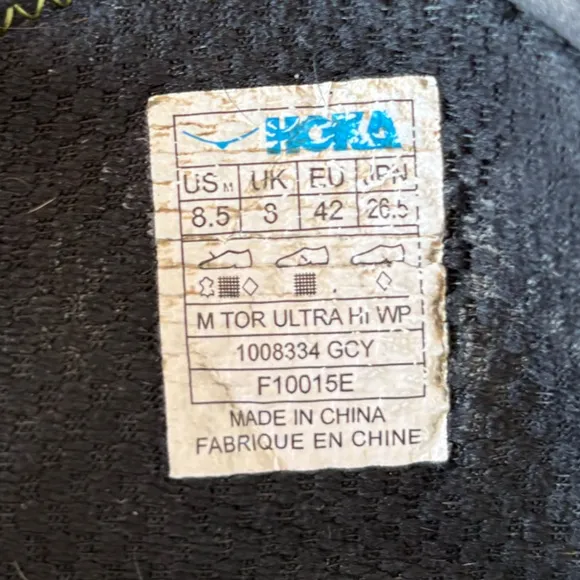 HOKA
US M UK EU JPN
8.5 8 42 26.5
M TOR ULTRA HI WP
1008334 GCY
F10015E
MADE IN CHINA
FABRIQUE EN CHINE